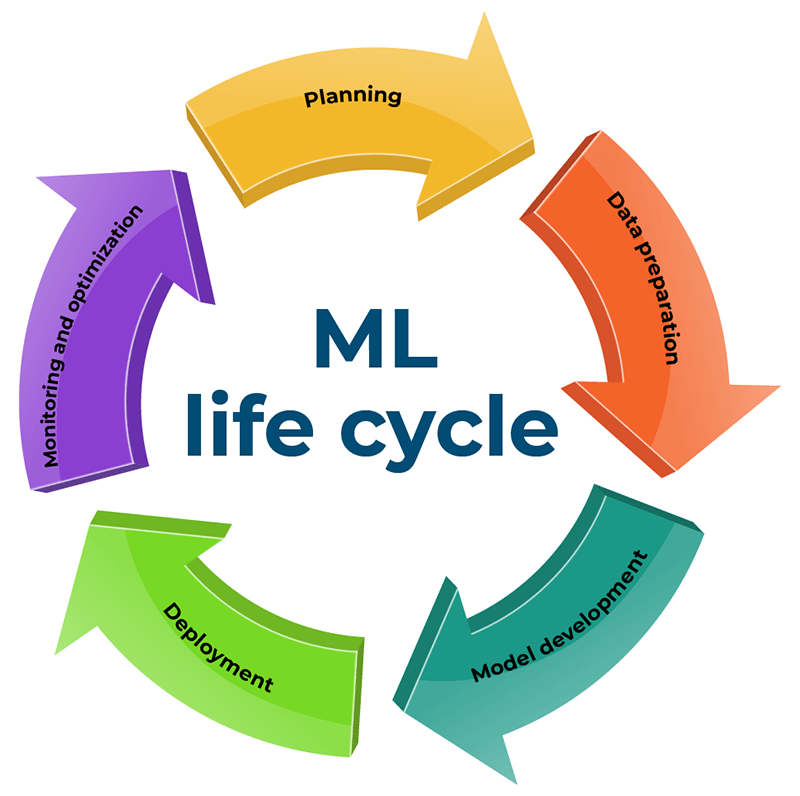 ML
life cycle
Planning
Data preparation
Model development
Deployment
Monitoring and optimization